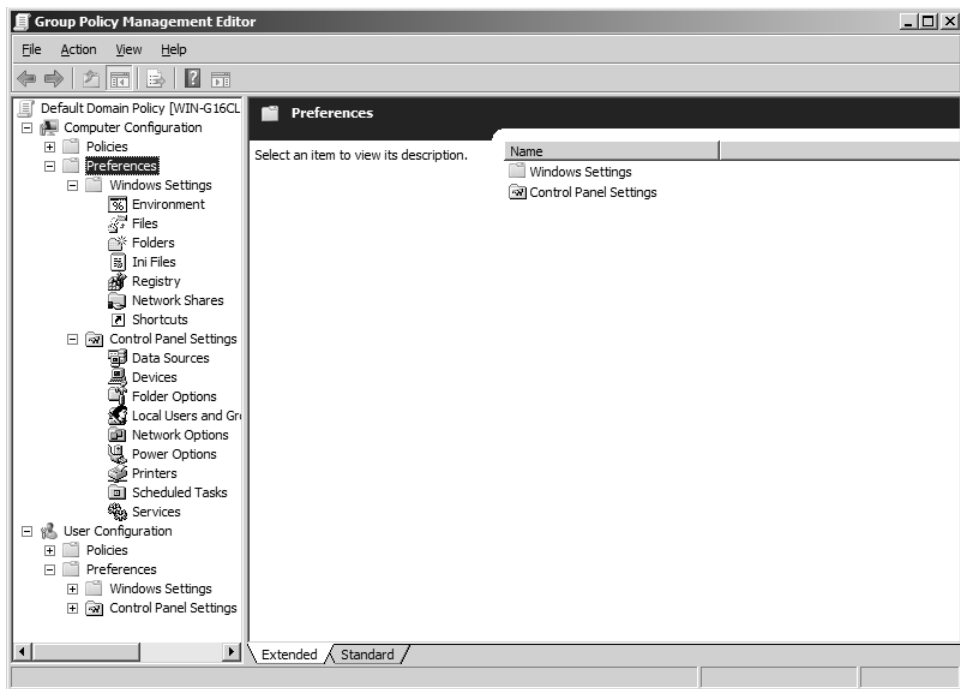 Group Policy Management Editor
File Action View Help
Default Domain Policy [WIN-G16CL
Computer Configuration
Policies
Preferences
Windows Settings
Environment
Files
Folders
Ini Files
Registry
Network Shares
Shortcuts
Control Panel Settings
Data Sources
Devices
Folder Options
Local Users and Gro
Network Options
Power Options
Printers
Scheduled Tasks
Services
User Configuration
Policies
Preferences
Windows Settings
Control Panel Settings
Preferences
Select an item to view its description.
Name
Windows Settings
Control Panel Settings
Extended Standard